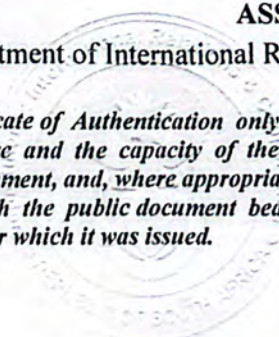 ASS
tment of International R
cate of Authentication only
ic and the capacity of the
ment, and, where appropria
h the public document bea
r which it was issued.